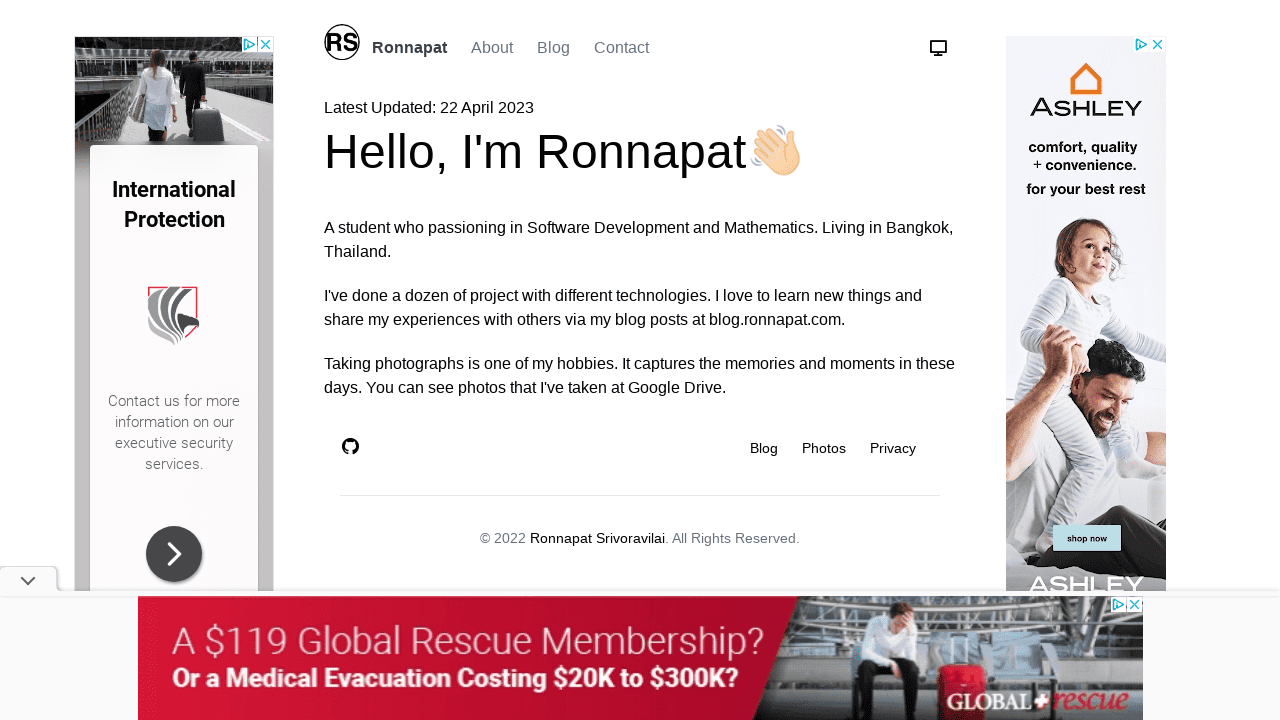 RS
Ronnapat
About
Blog
Contact
Latest Updated: 22 April 2023
Hello, I'm Ronnapat👋🏻
A student who passioning in Software Development and Mathematics. Living in Bangkok,
Thailand.
I've done a dozen of project with different technologies. I love to learn new things and
share my experiences with others via my blog posts at blog.ronnapat.com.
Taking photographs is one of my hobbies. It captures the memories and moments in these
days. You can see photos that I've taken at Google Drive.
Blog
Photos
Privacy
© 2022 Ronnapat Srivoravilai. All Rights Reserved.
International
Protection
Contact us for more
information on our
executive security
services.
ASHLEY
comfort, quality
+ convenience.
for your best rest
shop now
ASHLEY
A $119 Global Rescue Membership?
Or a Medical Evacuation Costing $20K to $300K?
GLOBAL+rescue